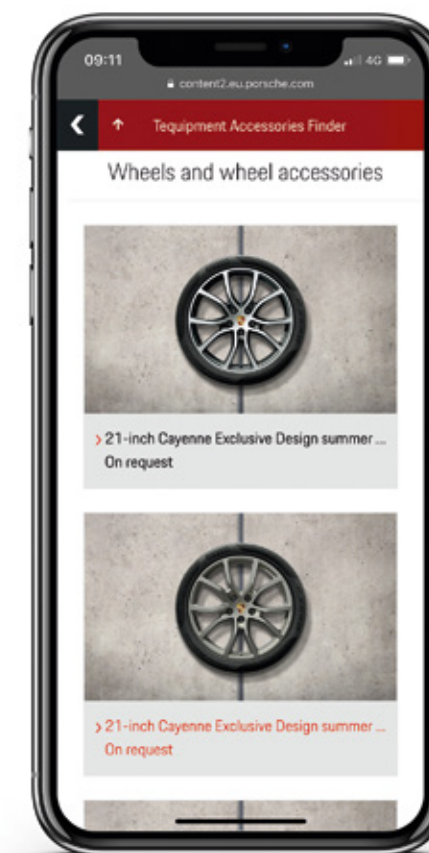 09:11
4G
content2.eu.porsche.com
Tequipment Accessories Finder
Wheels and wheel accessories
21-inch Cayenne Exclusive Design summer ...
On request
21-inch Cayenne Exclusive Design summer ...
On request